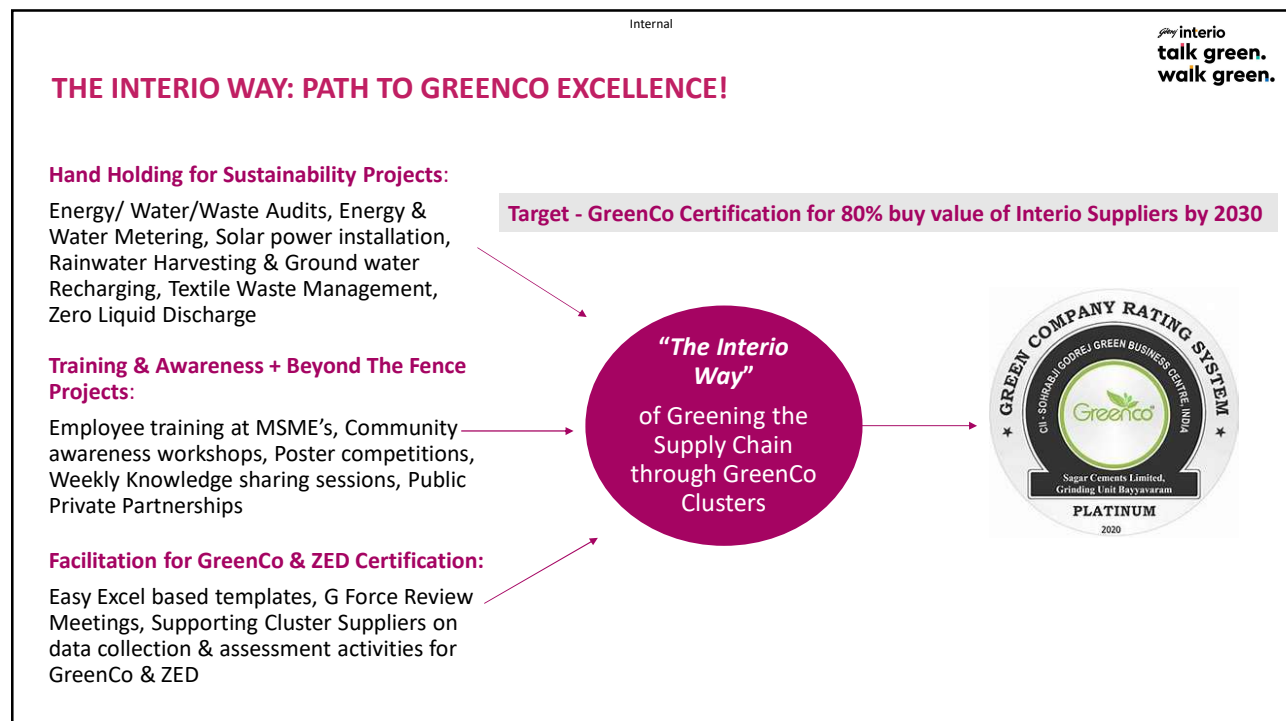 Internal
Godrej interio
talk green.
walk green.
THE INTERIO WAY: PATH TO GREENCO EXCELLENCE!
Hand Holding for Sustainability Projects:
Energy/ Water/Waste Audits, Energy &
Water Metering, Solar power installation,
Rainwater Harvesting & Ground water
Recharging, Textile Waste Management,
Zero Liquid Discharge
Training & Awareness + Beyond The Fence
Projects:
Employee training at MSME's, Community
awareness workshops, Poster competitions,
Weekly Knowledge sharing sessions, Public
Private Partnerships
Facilitation for GreenCo & ZED Certification:
Easy Excel based templates, G Force Review
Meetings, Supporting Cluster Suppliers on
data collection & assessment activities for
GreenCo & ZED
Target - GreenCo Certification for 80% buy value of Interio Suppliers by 2030
“The Interio
Way”
of Greening the
Supply Chain
through GreenCo
Clusters
★ GREEN COMPANY RATING SYSTEM ★
CII - SOHRABJI GODREJ GREEN BUSINESS CENTRE, INDIA
Greenco
Sagar Cements Limited,
Grinding Unit Bayyavaram
PLATINUM
2020